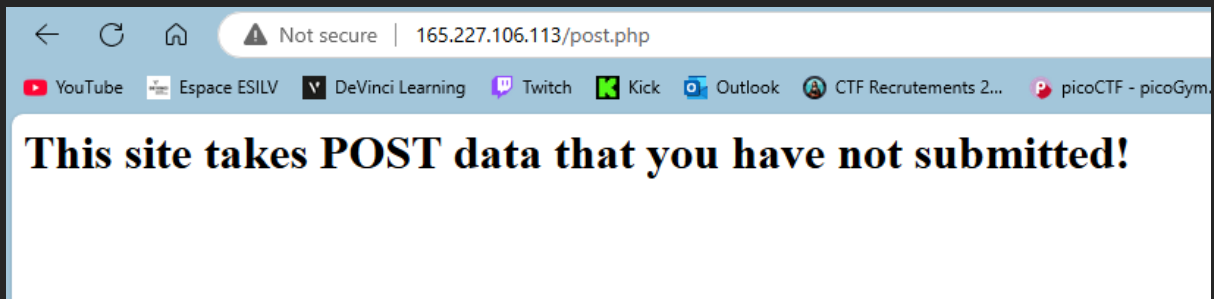 Not secure | 165.227.106.113/post.php
YouTube Espace ESILV DeVinci Learning Twitch Kick Outlook CTF Recrutements 2... picoCTF - picoGym.
This site takes POST data that you have not submitted!